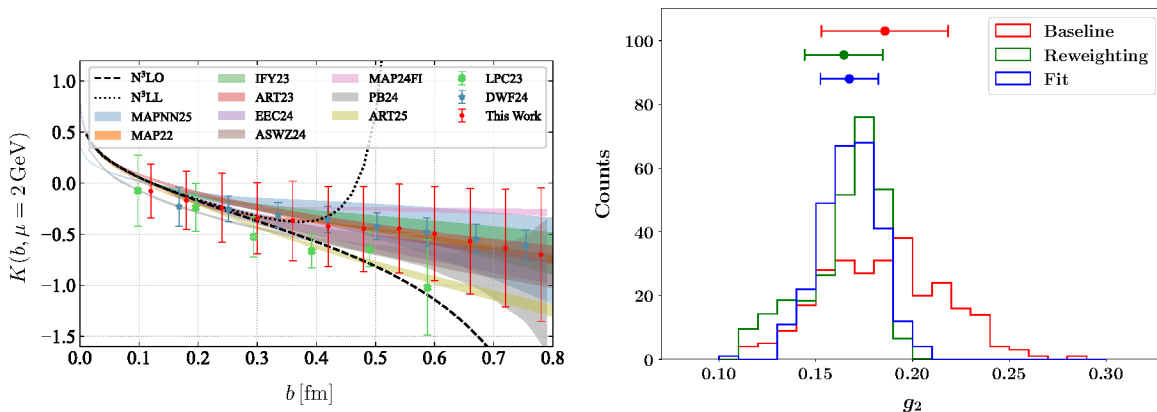 K(b, μ = 2 GeV)
1.0
0.5
0.0
−0.5
−1.0
−1.5
N³LO
N³LL
MAPNN25
MAP22
IFY23
ART23
EEC24
ASWZ24
MAP24FI
PB24
ART25
LPC23
DWF24
This Work
0.0 0.1 0.2 0.3 0.4 0.5 0.6 0.7 0.8
b [fm]
Counts
100
80
60
40
20
0
Baseline
Reweighting
Fit
0.10 0.15 0.20 0.25 0.30
g₂